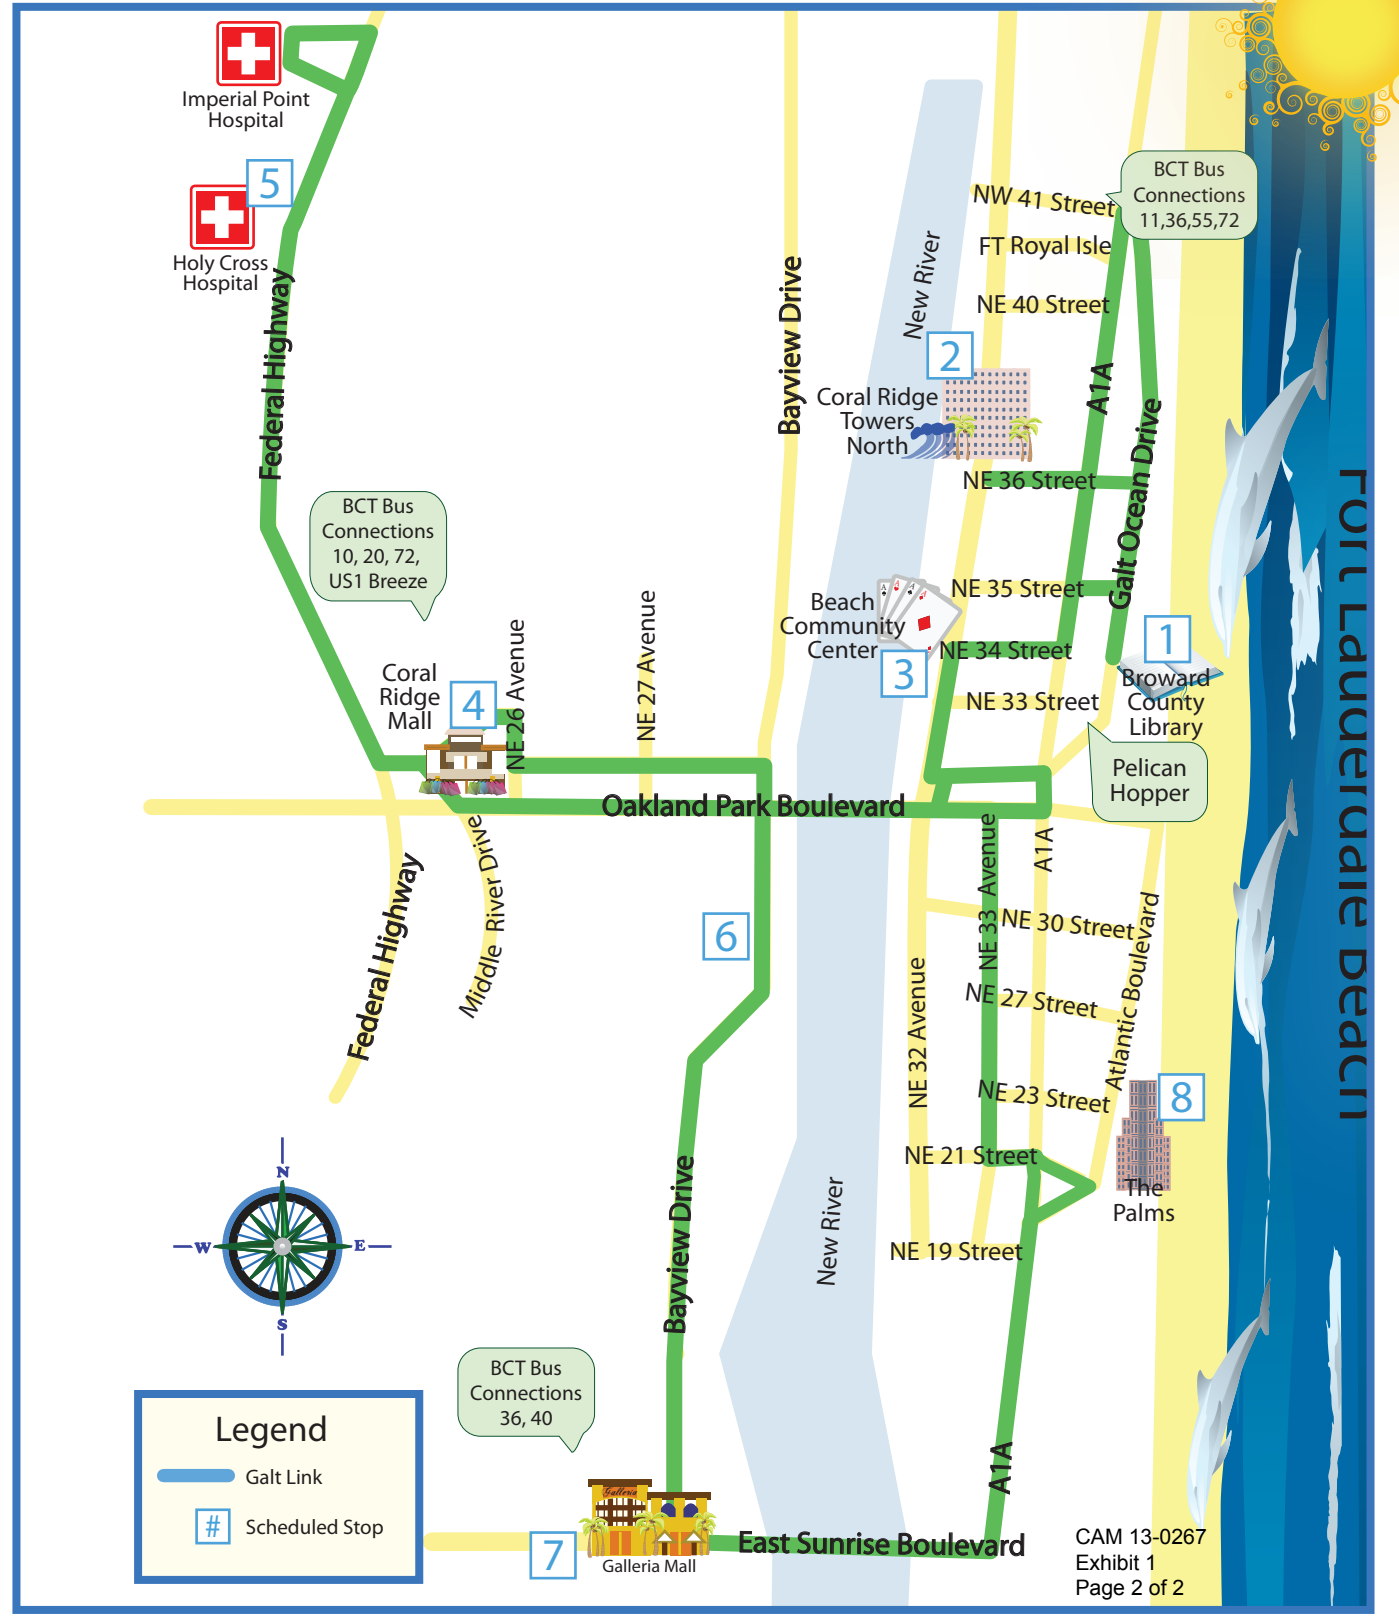 Imperial Point
Hospital
5
Holy Cross
Hospital
Federal Highway
Bayview Drive
New River
NW 41 Street
BCT Bus
Connections
11,36,55,72
FT Royal Isle
NE 40 Street
2
Coral Ridge
Towers
North
A1A
Galt Ocean Drive
NE 36 Street
BCT Bus
Connections
10, 20, 72,
US1 Breeze
NE 35 Street
Beach
Community
Center
3
NE 34 Street
1
Broward
County
Library
NE 33 Street
Pelican
Hopper
Coral
Ridge
Mall
4
NE 26 Avenue
NE 27 Avenue
Oakland Park Boulevard
Fort Lauderdale Beach
Federal Highway
Middle River Drive
6
NE 33 Avenue
A1A
NE 30 Street
NE 32 Avenue
NE 27 Street
Atlantic Boulevard
NE 23 Street
8
The
Palms
NE 21 Street
NE 19 Street
New River
Bayview Drive
N
W
E
S
BCT Bus
Connections
36, 40
A1A
Galleria
7
Galleria Mall
East Sunrise Boulevard
Legend
Galt Link
# Scheduled Stop
CAM 13-0267
Exhibit 1
Page 2 of 2